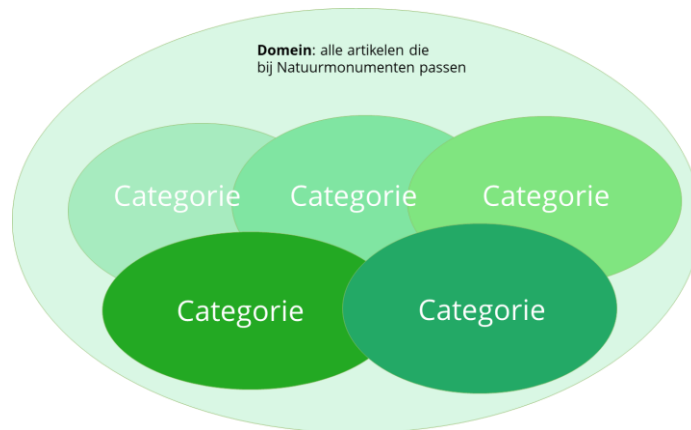 Domein: alle artikelen die
bij Natuurmonumenten passen
Categorie
Categorie
Categorie
Categorie
Categorie